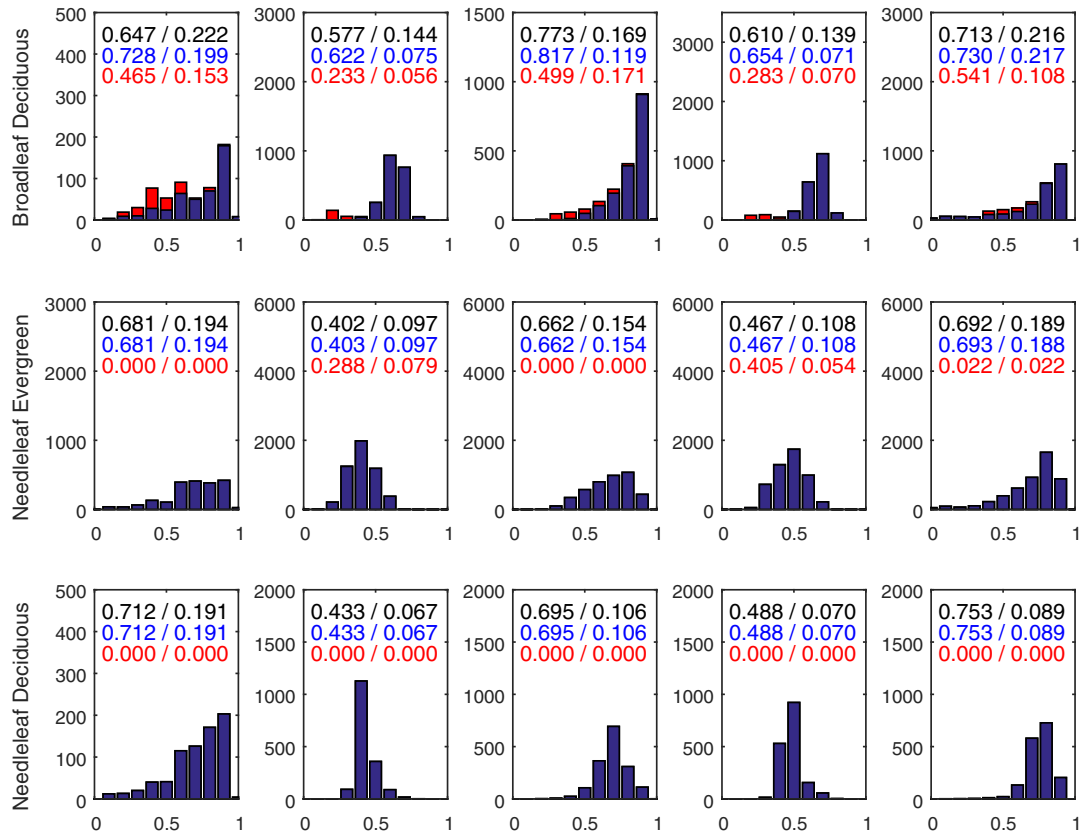 Broadleaf Deciduous
500
400
300
200
100
0
0.647 / 0.222
0.728 / 0.199
0.465 / 0.153
0 0.5 1
3000
2000
1000
0
0.577 / 0.144
0.622 / 0.075
0.233 / 0.056
0 0.5 1
1500
1000
500
0
0.773 / 0.169
0.817 / 0.119
0.499 / 0.171
0 0.5 1
3000
2000
1000
0
0.610 / 0.139
0.654 / 0.071
0.283 / 0.070
0 0.5 1
3000
2000
1000
0
0.713 / 0.216
0.730 / 0.217
0.541 / 0.108
0 0.5 1
Needleleaf Evergreen
3000
2000
1000
0
0.681 / 0.194
0.681 / 0.194
0.000 / 0.000
0 0.5 1
6000
4000
2000
0
0.402 / 0.097
0.403 / 0.097
0.288 / 0.079
0 0.5 1
6000
4000
2000
0
0.662 / 0.154
0.662 / 0.154
0.000 / 0.000
0 0.5 1
6000
4000
2000
0
0.467 / 0.108
0.467 / 0.108
0.405 / 0.054
0 0.5 1
6000
4000
2000
0
0.692 / 0.189
0.693 / 0.188
0.022 / 0.022
0 0.5 1
Needleleaf Deciduous
500
400
300
200
100
0
0.712 / 0.191
0.712 / 0.191
0.000 / 0.000
0 0.5 1
2000
1500
1000
500
0
0.433 / 0.067
0.433 / 0.067
0.000 / 0.000
0 0.5 1
2000
1500
1000
500
0
0.695 / 0.106
0.695 / 0.106
0.000 / 0.000
0 0.5 1
2000
1500
1000
500
0
0.488 / 0.070
0.488 / 0.070
0.000 / 0.000
0 0.5 1
2000
1500
1000
500
0
0.753 / 0.089
0.753 / 0.089
0.000 / 0.000
0 0.5 1